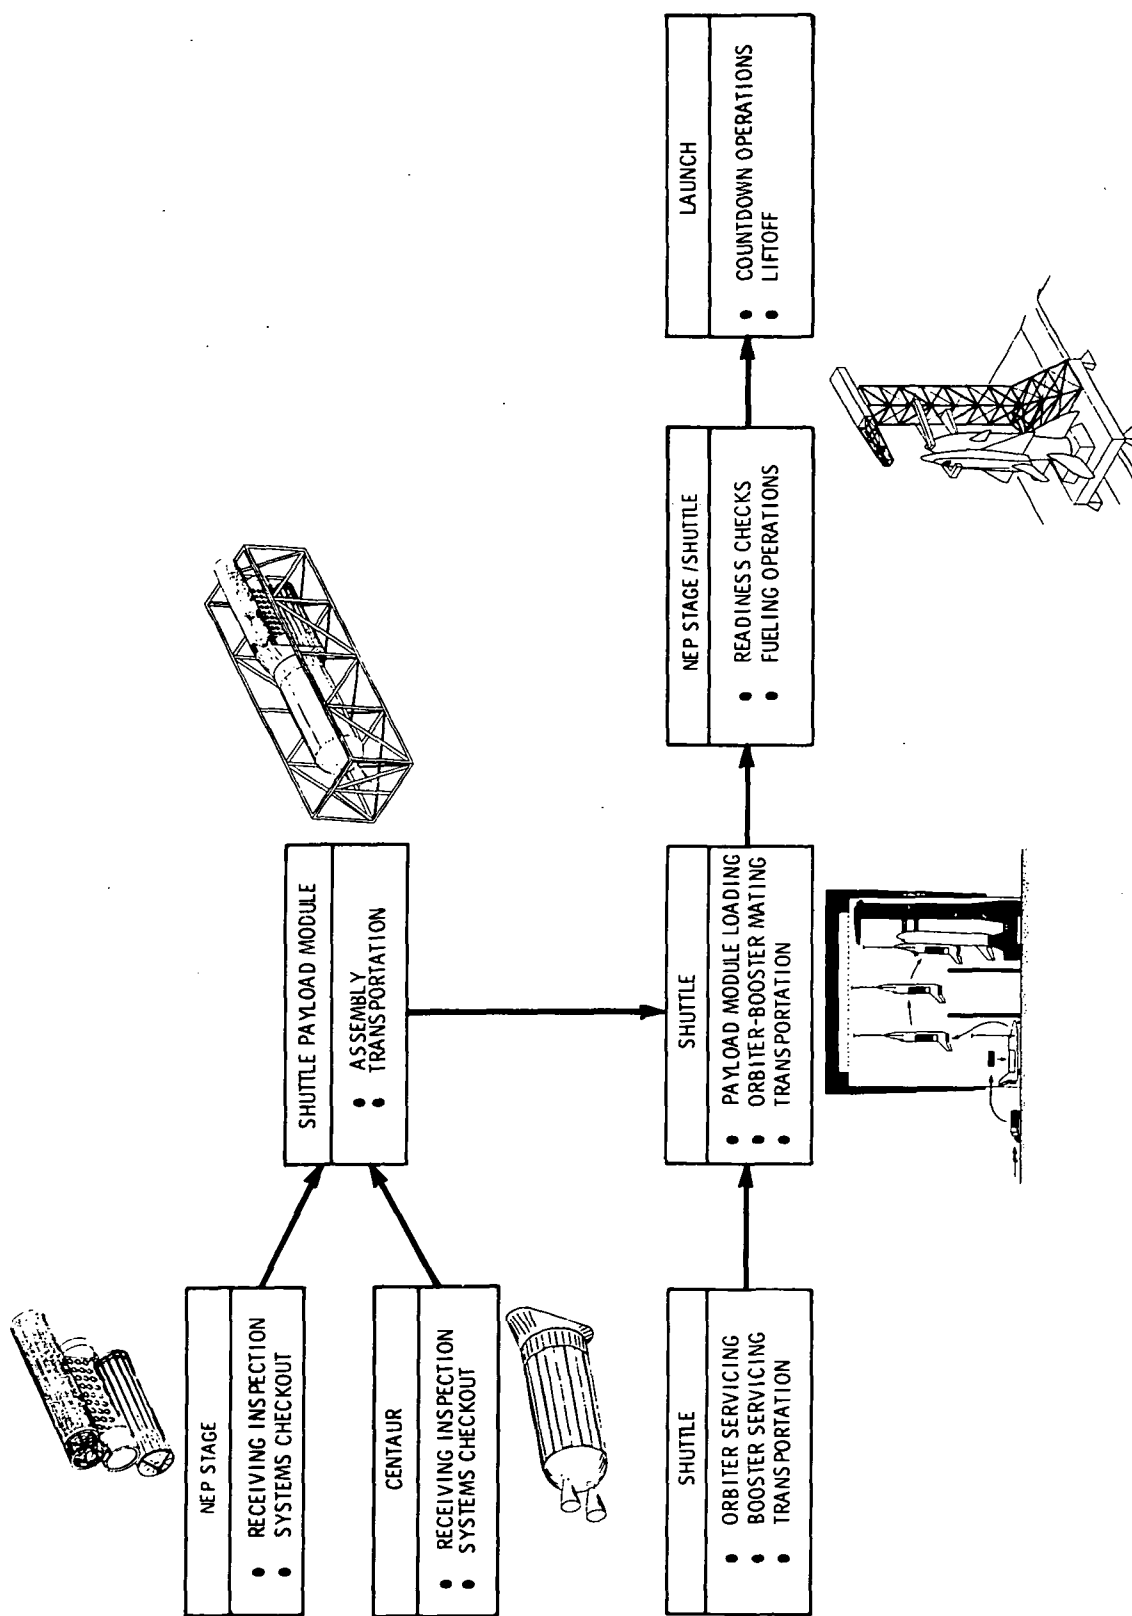 NEP STAGE
• RECEIVING INSPECTION
• SYSTEMS CHECKOUT
CENTAUR
• RECEIVING INSPECTION
• SYSTEMS CHECKOUT
SHUTTLE PAYLOAD MODULE
• ASSEMBLY
• TRANSPORTATION
SHUTTLE
• ORBITER SERVICING
• BOOSTER SERVICING
• TRANSPORTATION
SHUTTLE
• PAYLOAD MODULE LOADING
• ORBITER-BOOSTER MATING
• TRANSPORTATION
NEP STAGE/SHUTTLE
• READINESS CHECKS
• FUELING OPERATIONS
LAUNCH
• COUNTDOWN OPERATIONS
• LIFTOFF